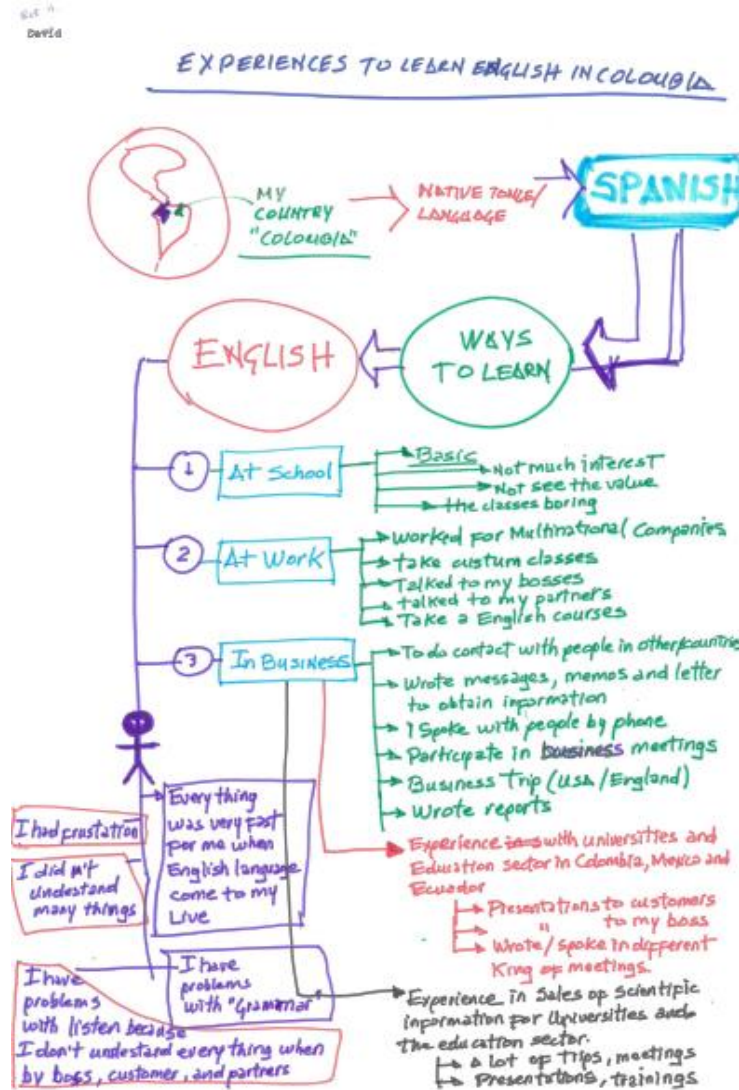 David
EXPERIENCES TO LEARN ENGLISH IN COLOMBIA
MY
COUNTRY
"COLOMBIA"
NATIVE TONGE/
LANGUAGE
SPANISH
WAYS
TO LEARN
ENGLISH
1
At School
Basic
Not much interest
Not see the value
the classes boring
2
At Work
Worked for Multinational Companies
take custum classes
Talked to my bosses
talked to my partners
Take a English courses
3
In Business
To do contact with people in other/countries
Wrote messages, memos and letter
to obtain information
I Spoke with people by phone
Participate in business meetings
Business Trip (USA/England)
Wrote reports
Every thing
was very fast
for me when
English language
come to my
Live
I had frustation
I didn't
undestand
many things
I have
problems
with "Grammar"
I have
problems
with listen because
I don't undestand every thing when
by boss, customer, and partners
Experience with universities and
Education sector in Colombia, Mexico and
Ecuador
Presentations to customers
" to my boss
Wrote/spoke in different
King of meetings.
Experience in Sales of Scientific
information for Universities and
the education sector.
A lot of trips, meetings
Presentations, trainings